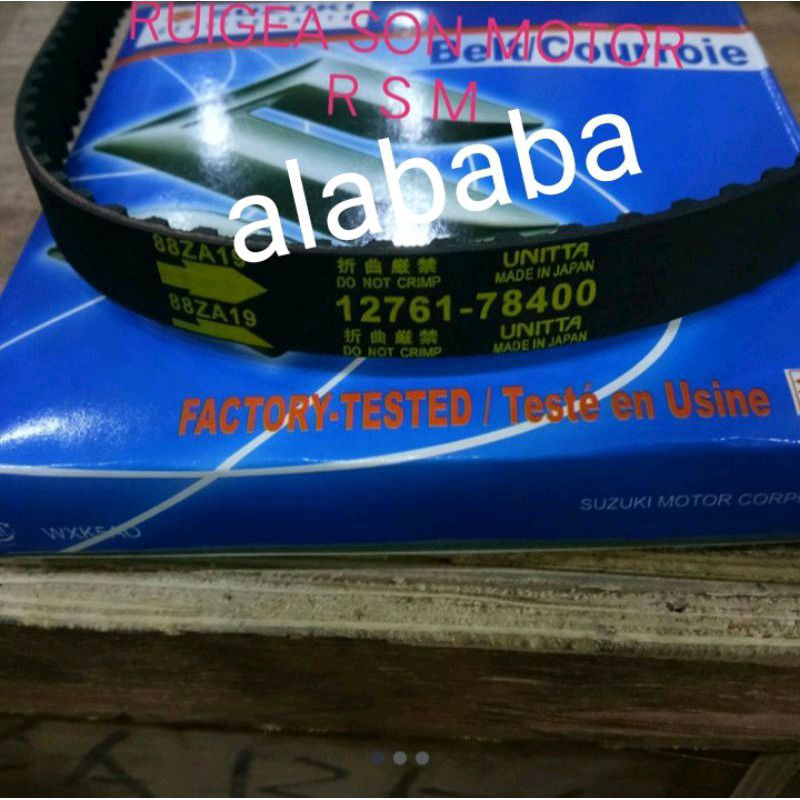 RUIGEA SON MOTOR
Belt/Courroie
R S M
alababa
88ZA19
折曲厳禁
DO NOT CRIMP
UNITTA
MADE IN JAPAN
88ZA19
12761-78400
折曲厳禁
DO NOT CRIMP
UNITTA
MADE IN JAPAN
FACTORY-TESTED / Testé en Usine
SUZUKI MOTOR
WXK5AO